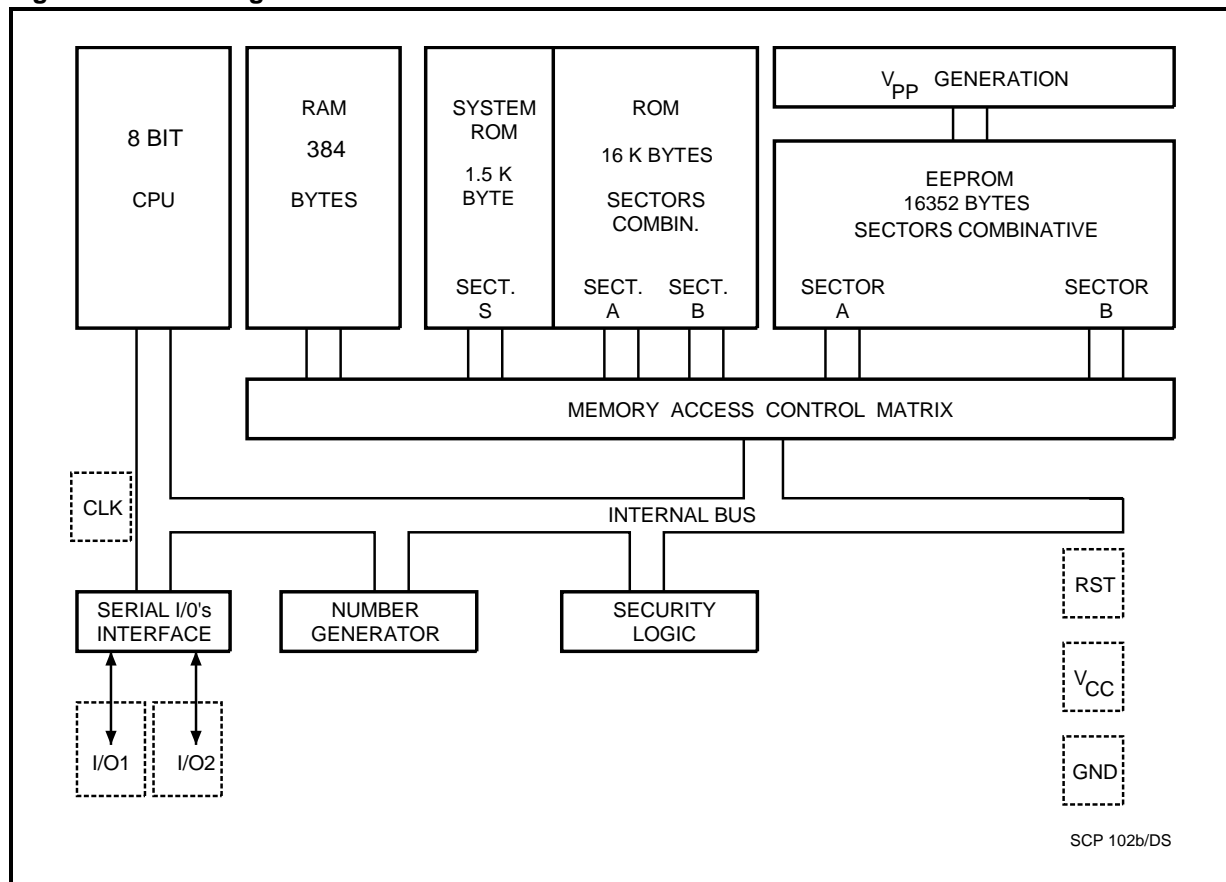 8 BIT
CPU
RAM
384
BYTES
SYSTEM
ROM
1.5 K
BYTE
SECT.
S
ROM
16 K BYTES
SECTORS
COMBIN.
SECT.
A
SECT.
B
VPP GENERATION
EEPROM
16352 BYTES
SECTORS COMBINATIVE
SECTOR
A
SECTOR
B
MEMORY ACCESS CONTROL MATRIX
CLK
INTERNAL BUS
SERIAL I/0's
INTERFACE
NUMBER
GENERATOR
SECURITY
LOGIC
RST
VCC
GND
I/O1
I/O2
SCP 102b/DS